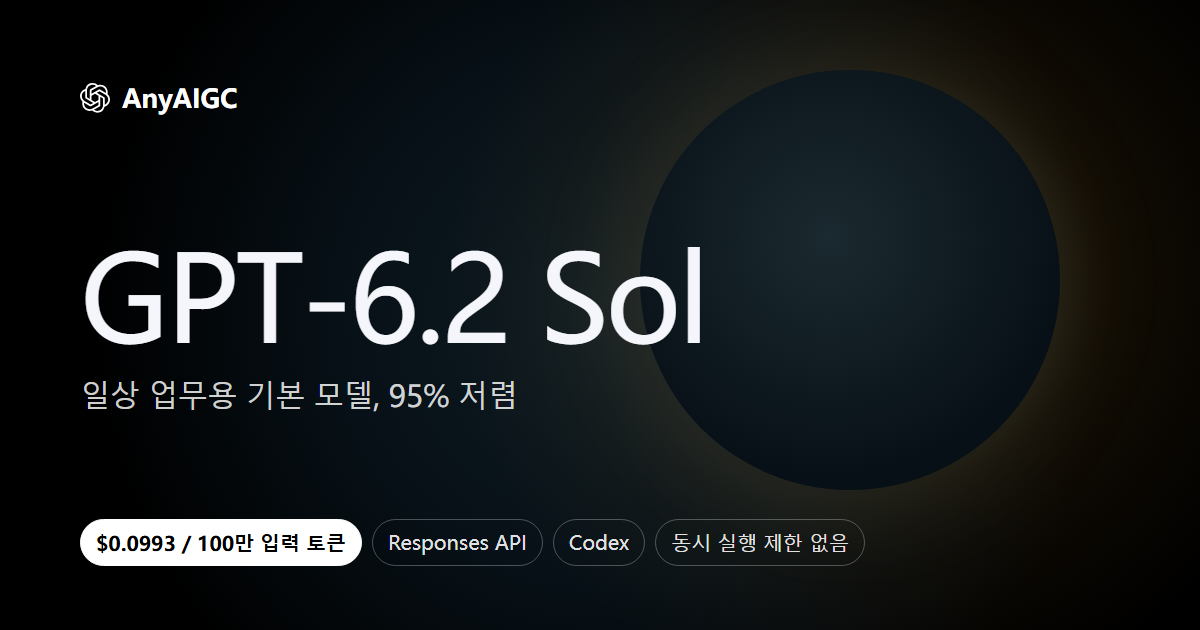 AnyAIGC
GPT-6.2 Sol
일상 업무용 기본 모델, 95% 저렴
$0.0993 / 100만 입력 토큰
Responses API
Codex
동시 실행 제한 없음